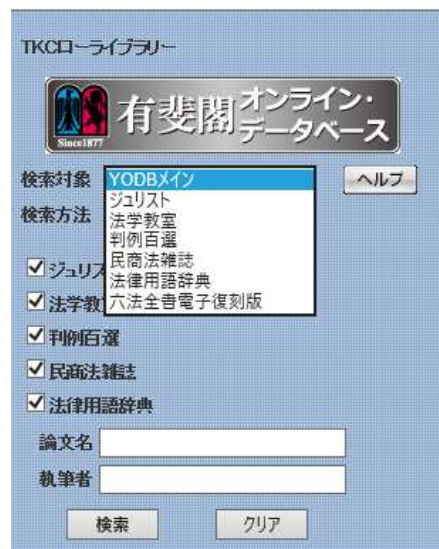 TKCローライブラリー
有斐閣オンライン・データベース
Since1877
検索対象 YODBメイン ヘルプ
ジュリスト
検索方法 法学教室
判例百選
民商法雑誌
法律用語辞典
六法全書電子復刻版
ジュリス
法学教
判例百選
民商法雑誌
法律用語辞典
論文名
執筆者
検索 クリア